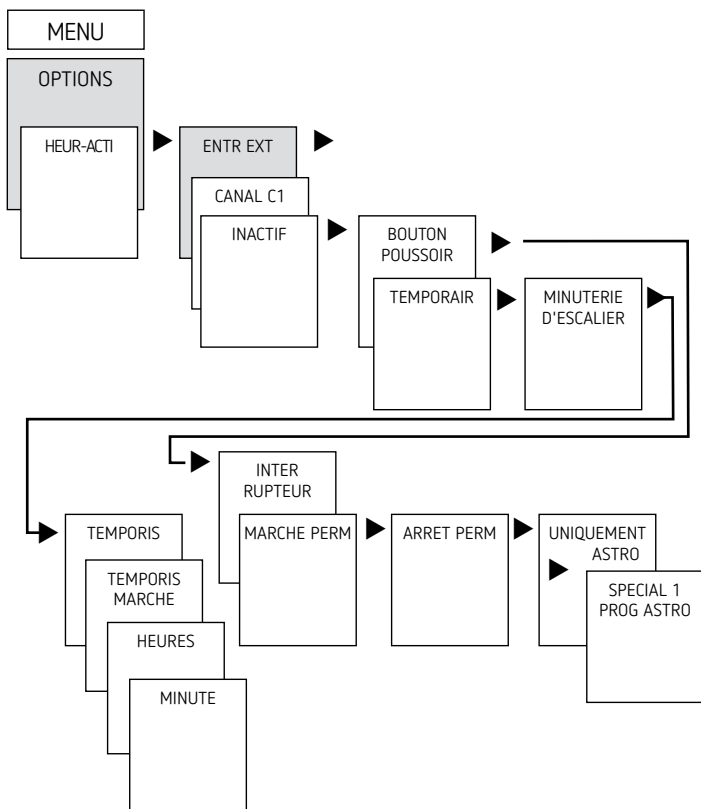 MENU
OPTIONS
HEUR-ACTI
ENTR EXT
CANAL C1
INACTIF
BOUTON
POUSSOIR
TEMPORAIR
MINUTERIE
D'ESCALIER
INTER
RUPTEUR
MARCHE PERM
ARRET PERM
UNIQUEMENT
ASTRO
SPECIAL 1
PROG ASTRO
TEMPORIS
TEMPORIS
MARCHE
HEURES
MINUTE